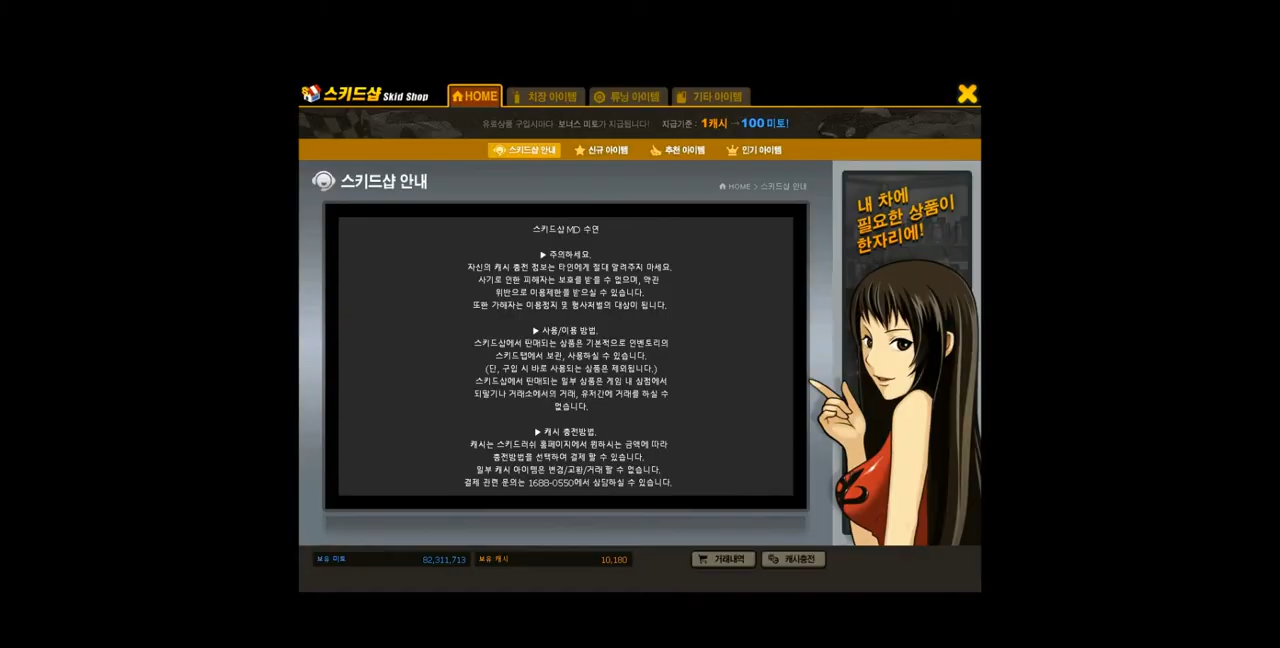 스키드샵 Skid Shop
HOME
치장 아이템
튜닝 아이템
기타 아이템
유료상품 구입시마다 보너스 미토가 지급됩니다! 지급기준 : 1캐시 → 100 미토!
스키드샵 안내
신규 아이템
추천 아이템
인기 아이템
스키드샵 안내
HOME > 스키드샵 안내
스키드샵 MD 수연
▶ 주의하세요.
자신의 캐시 충전 정보는 타인에게 절대 알려주지 마세요.
사기로 인한 피해자는 보호를 받을 수 없으며, 약관
위반으로 이용제한을 받으실 수 있습니다.
또한 가해자는 이용정지 및 형사처벌의 대상이 됩니다.
▶ 사용/이용 방법.
스키드샵에서 판매되는 상품은 기본적으로 인벤토리의
스키드탭에서 보관, 사용하실 수 있습니다.
(단, 구입 시 바로 사용되는 상품은 제외됩니다.)
스키드샵에서 판매되는 일부 상품은 게임 내 상점에서
되팔기나 거래소에서의 거래, 유저간에 거래를 하실 수
없습니다.
▶ 캐시 충전방법.
캐시는 스키드러쉬 홈페이지에서 원하시는 금액에 따라
충전방법을 선택하여 결제 할 수 있습니다.
일부 캐시 아이템은 변경/교환/거래 할 수 없습니다.
결제 관련 문의는 1688-0550에서 상담하실 수 있습니다.
내 차에
필요한 상품이
한자리에!
보유 미토 82,311,713
보유 캐시 10,180
거래내역
캐시충전